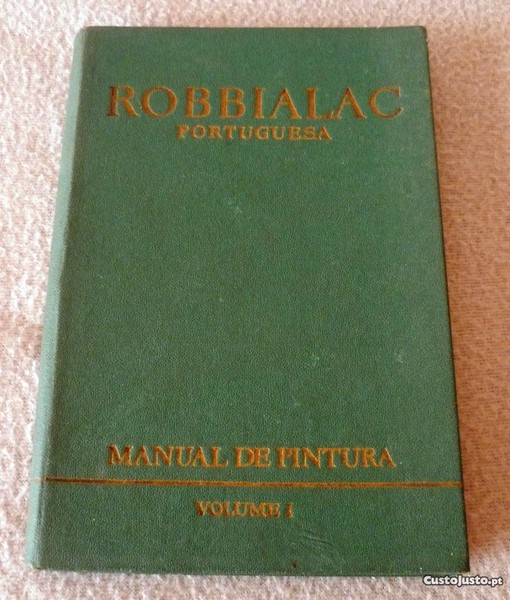 ROBBIALAC
PORTUGUESA
MANUAL DE PINTURA
VOLUME I
CustoJusto.pt